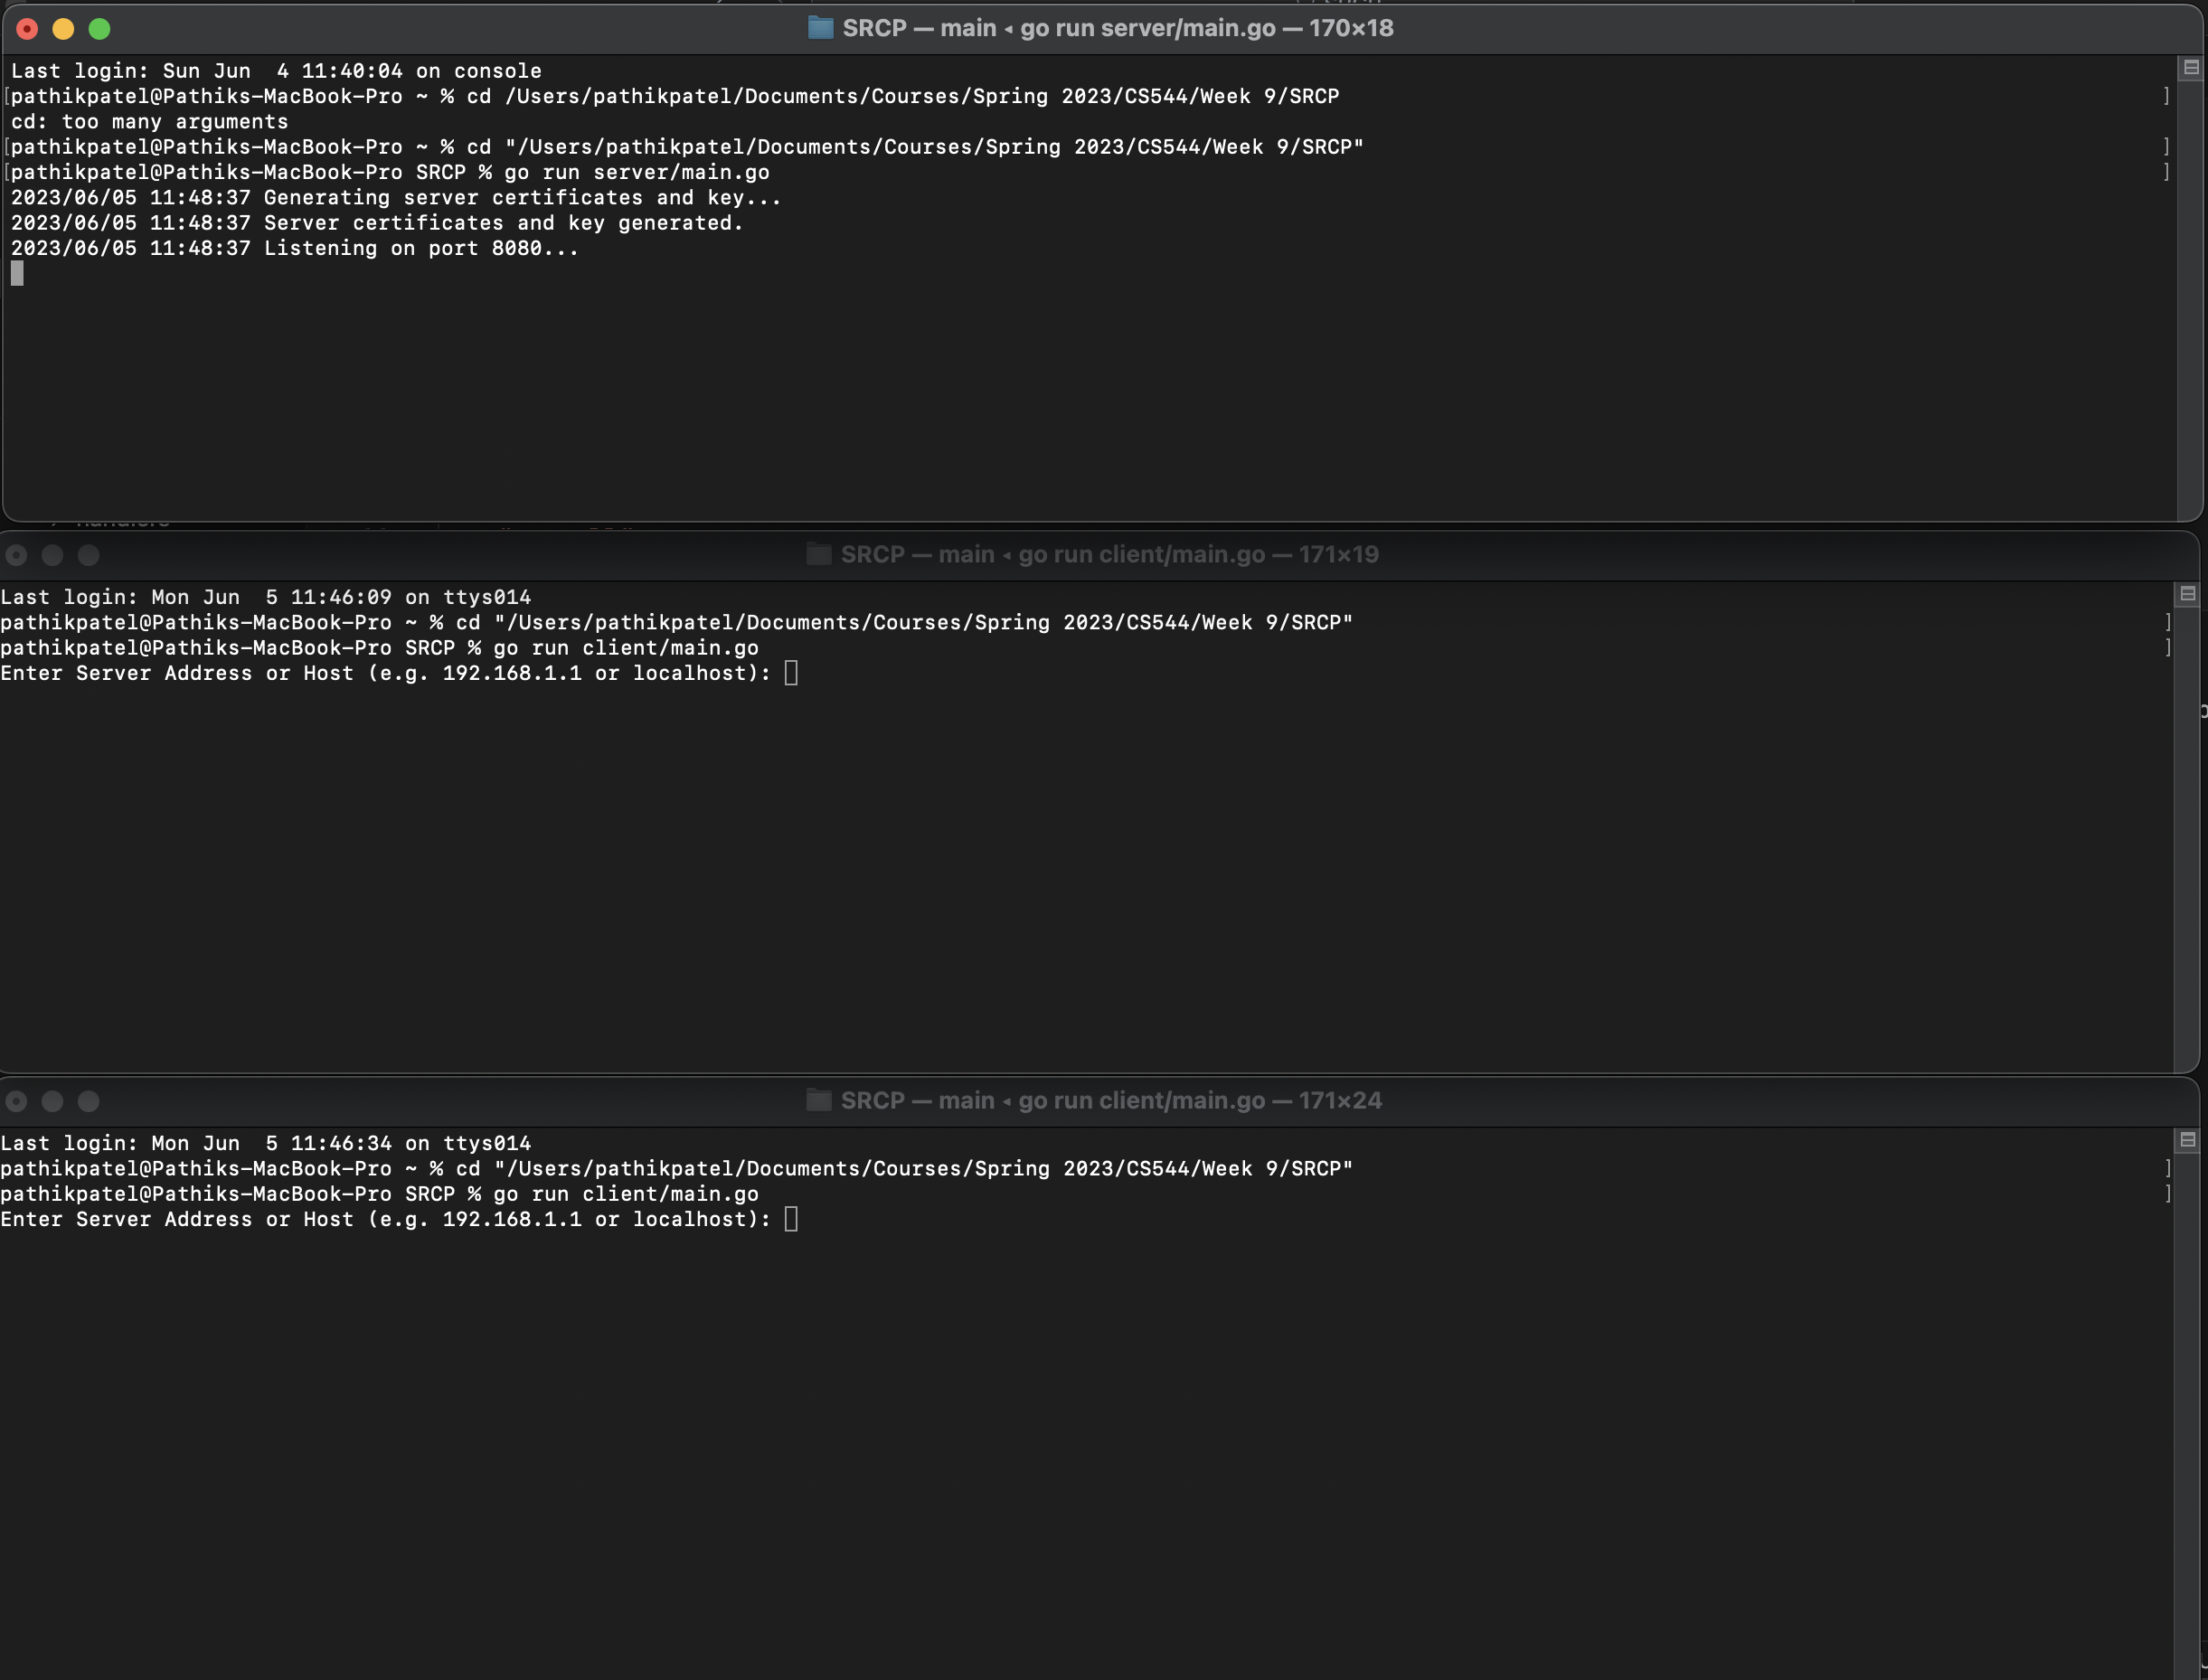 SRCP — main ◂ go run server/main.go — 170×18
Last login: Sun Jun  4 11:40:04 on console
[pathikpatel@Pathiks-MacBook-Pro ~ % cd /Users/pathikpatel/Documents/Courses/Spring 2023/CS544/Week 9/SRCP ]
cd: too many arguments
[pathikpatel@Pathiks-MacBook-Pro ~ % cd "/Users/pathikpatel/Documents/Courses/Spring 2023/CS544/Week 9/SRCP" ]
[pathikpatel@Pathiks-MacBook-Pro SRCP % go run server/main.go ]
2023/06/05 11:48:37 Generating server certificates and key...
2023/06/05 11:48:37 Server certificates and key generated.
2023/06/05 11:48:37 Listening on port 8080...
SRCP — main ◂ go run client/main.go — 171×19
Last login: Mon Jun  5 11:46:09 on ttys014
pathikpatel@Pathiks-MacBook-Pro ~ % cd "/Users/pathikpatel/Documents/Courses/Spring 2023/CS544/Week 9/SRCP" ]
pathikpatel@Pathiks-MacBook-Pro SRCP % go run client/main.go ]
Enter Server Address or Host (e.g. 192.168.1.1 or localhost):
SRCP — main ◂ go run client/main.go — 171×24
Last login: Mon Jun  5 11:46:34 on ttys014
pathikpatel@Pathiks-MacBook-Pro ~ % cd "/Users/pathikpatel/Documents/Courses/Spring 2023/CS544/Week 9/SRCP" ]
pathikpatel@Pathiks-MacBook-Pro SRCP % go run client/main.go ]
Enter Server Address or Host (e.g. 192.168.1.1 or localhost):